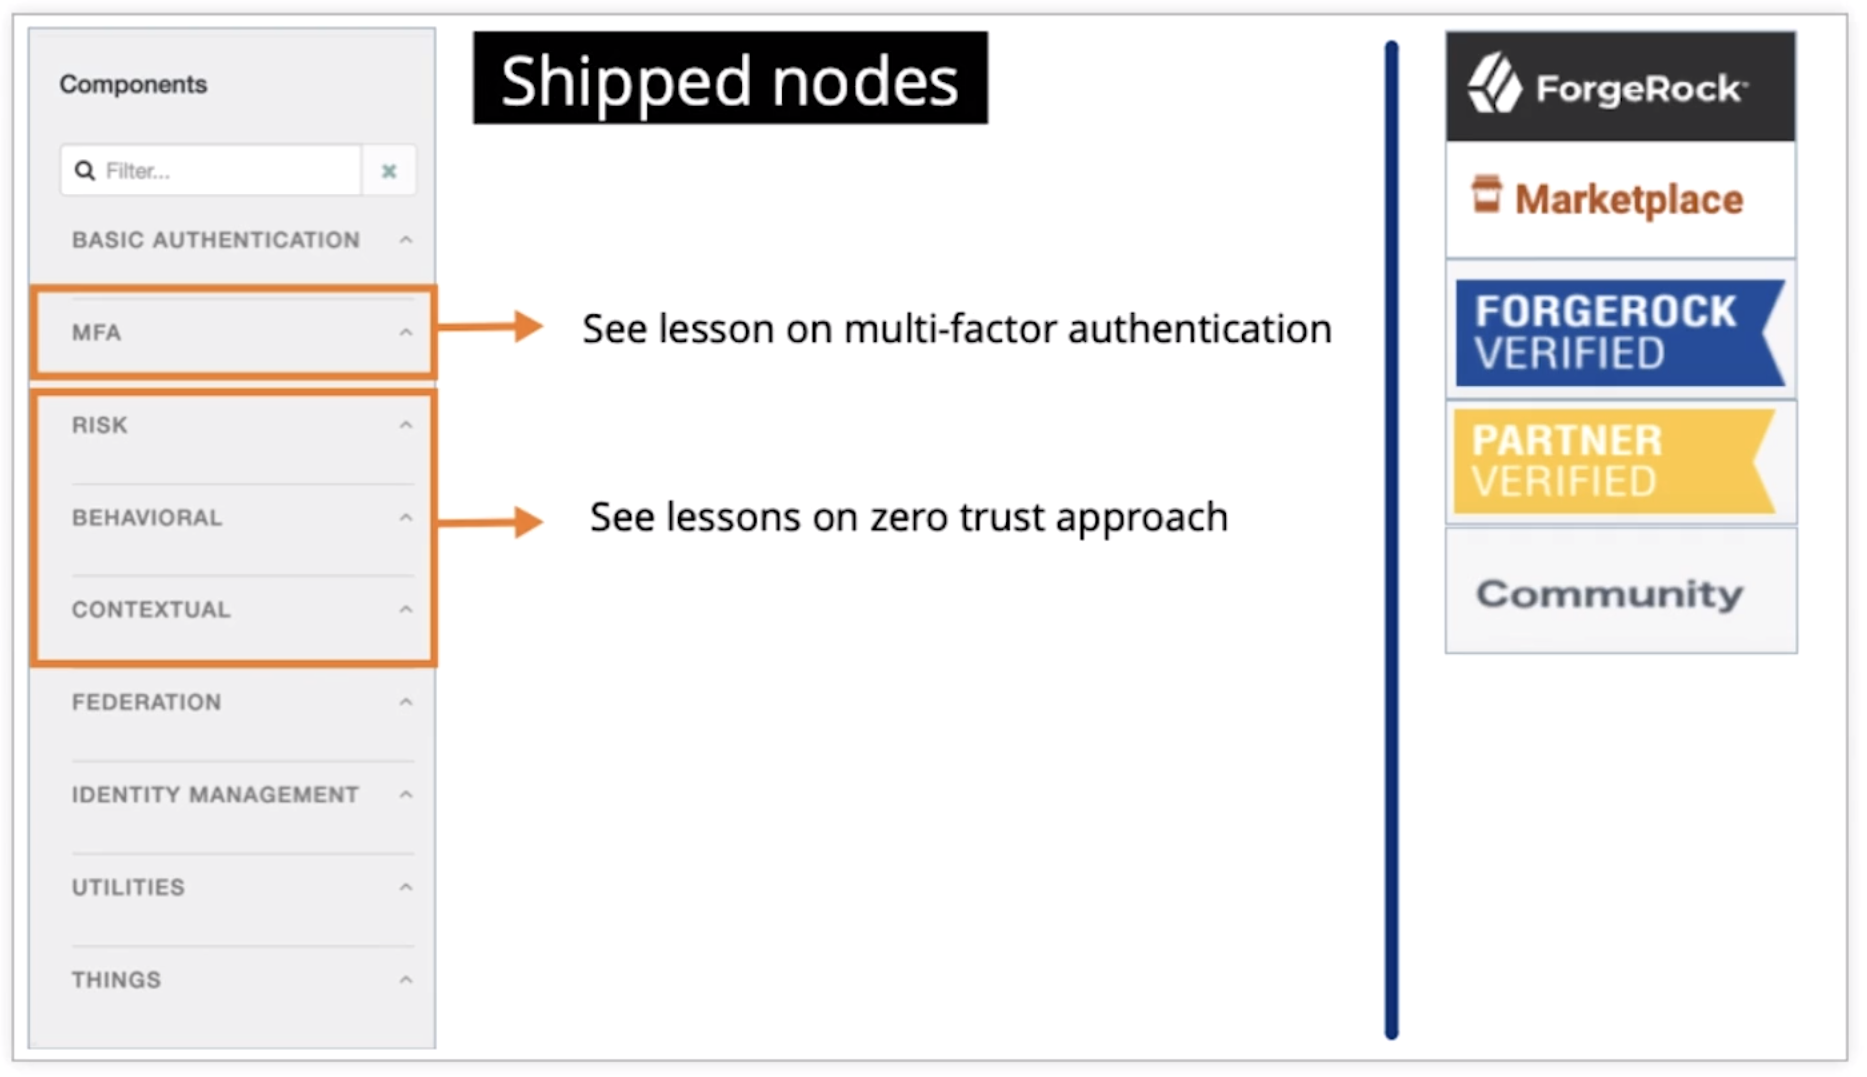 Components
Filter...
BASIC AUTHENTICATION
MFA
RISK
BEHAVIORAL
CONTEXTUAL
FEDERATION
IDENTITY MANAGEMENT
UTILITIES
THINGS
Shipped nodes
See lesson on multi-factor authentication
See lessons on zero trust approach
ForgeRock
Marketplace
FORGEROCK
VERIFIED
PARTNER
VERIFIED
Community